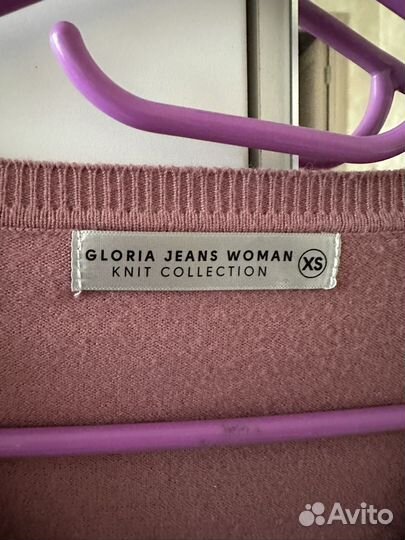 GLORIA JEANS WOMAN XS
KNIT COLLECTION
Avito